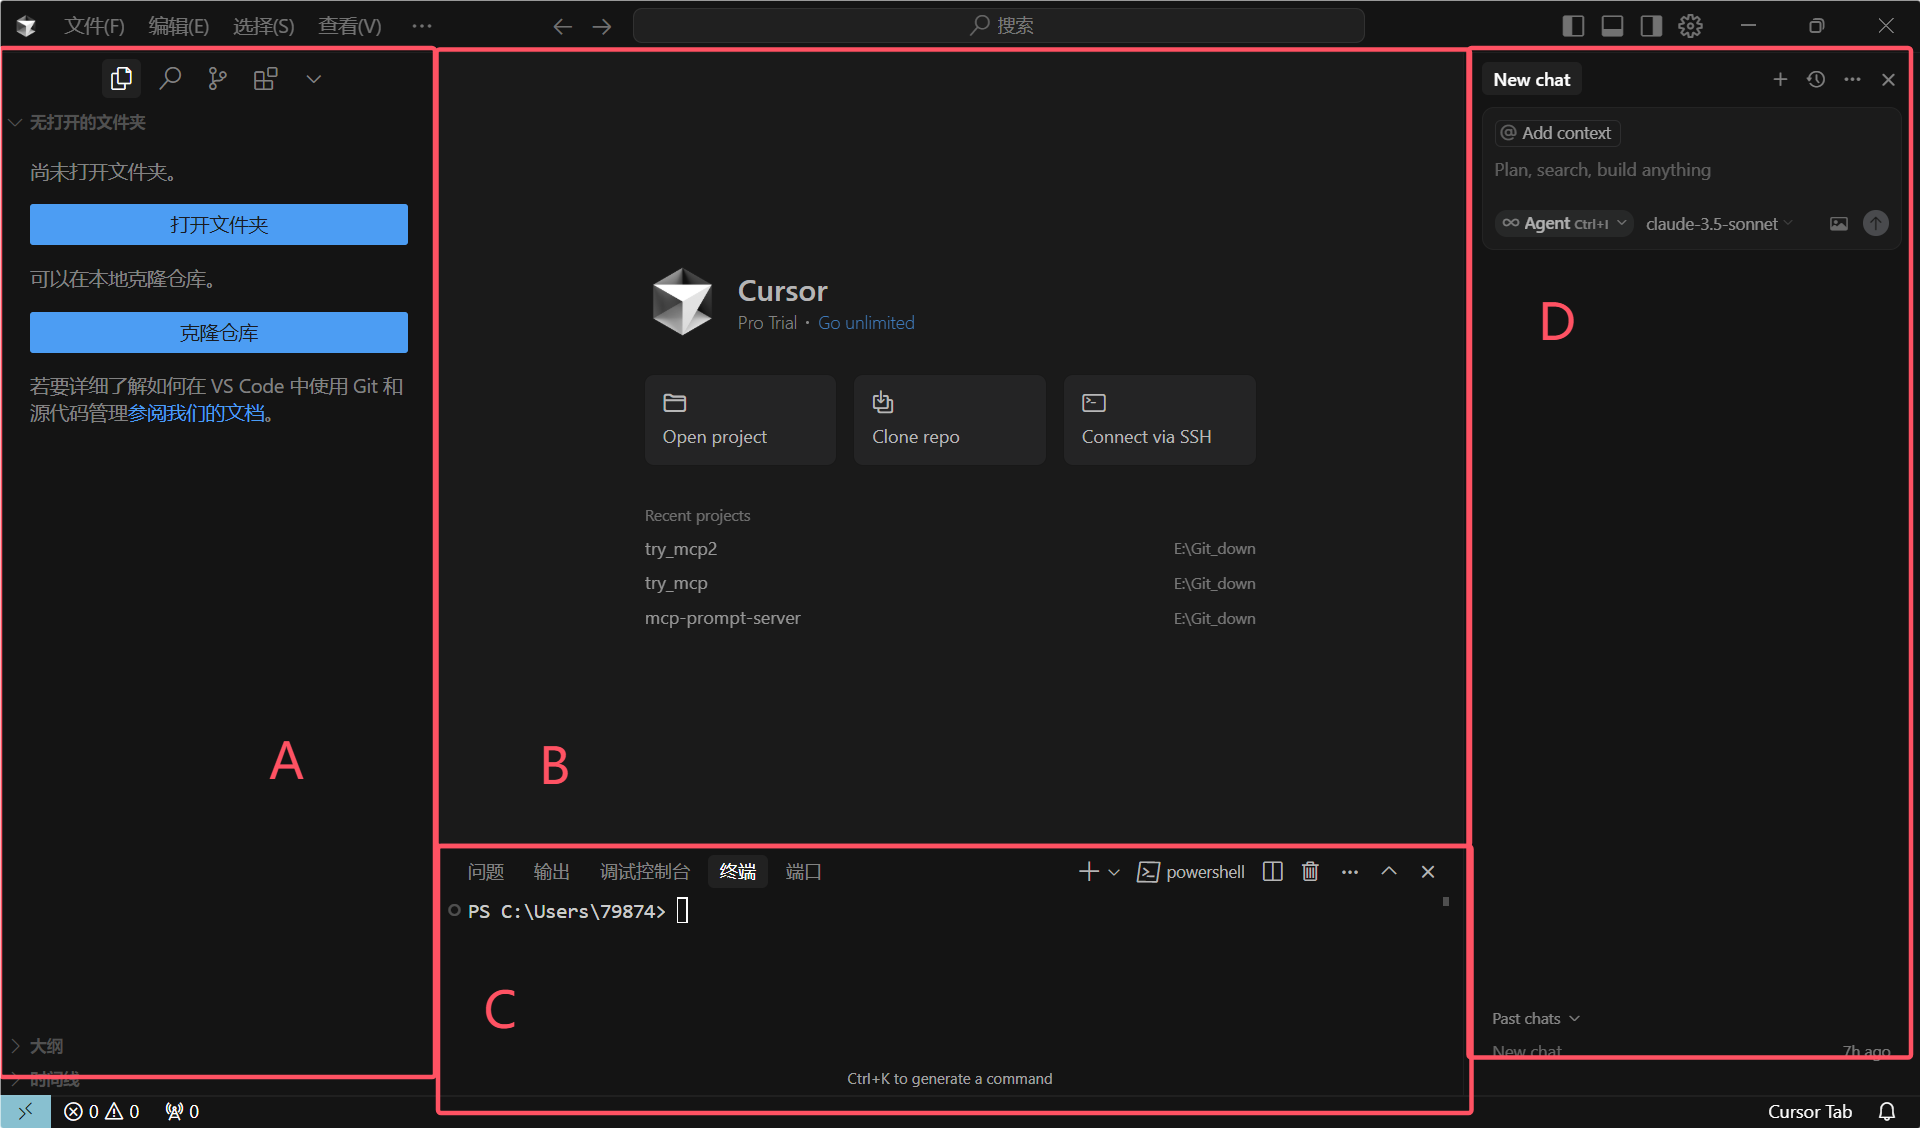 文件(F) 编辑(E) 选择(S) 查看(V) ··· 搜索
无打开的文件夹
尚未打开文件夹。
打开文件夹
可以在本地克隆仓库。
克隆仓库
若要详细了解如何在 VS Code 中使用 Git 和
源代码管理参阅我们的文档。
A
大纲
时间线
Cursor
Pro Trial · Go unlimited
Open project
Clone repo
Connect via SSH
Recent projects
try_mcp2 E:\Git_down
try_mcp E:\Git_down
mcp-prompt-server E:\Git_down
B
问题 输出 调试控制台 终端 端口 powershell
PS C:\Users\79874>
C
Ctrl+K to generate a command
New chat
@ Add context
Plan, search, build anything
Agent Ctrl+I claude-3.5-sonnet
D
Past chats
New chat 7h ago
0 0 0 Cursor Tab